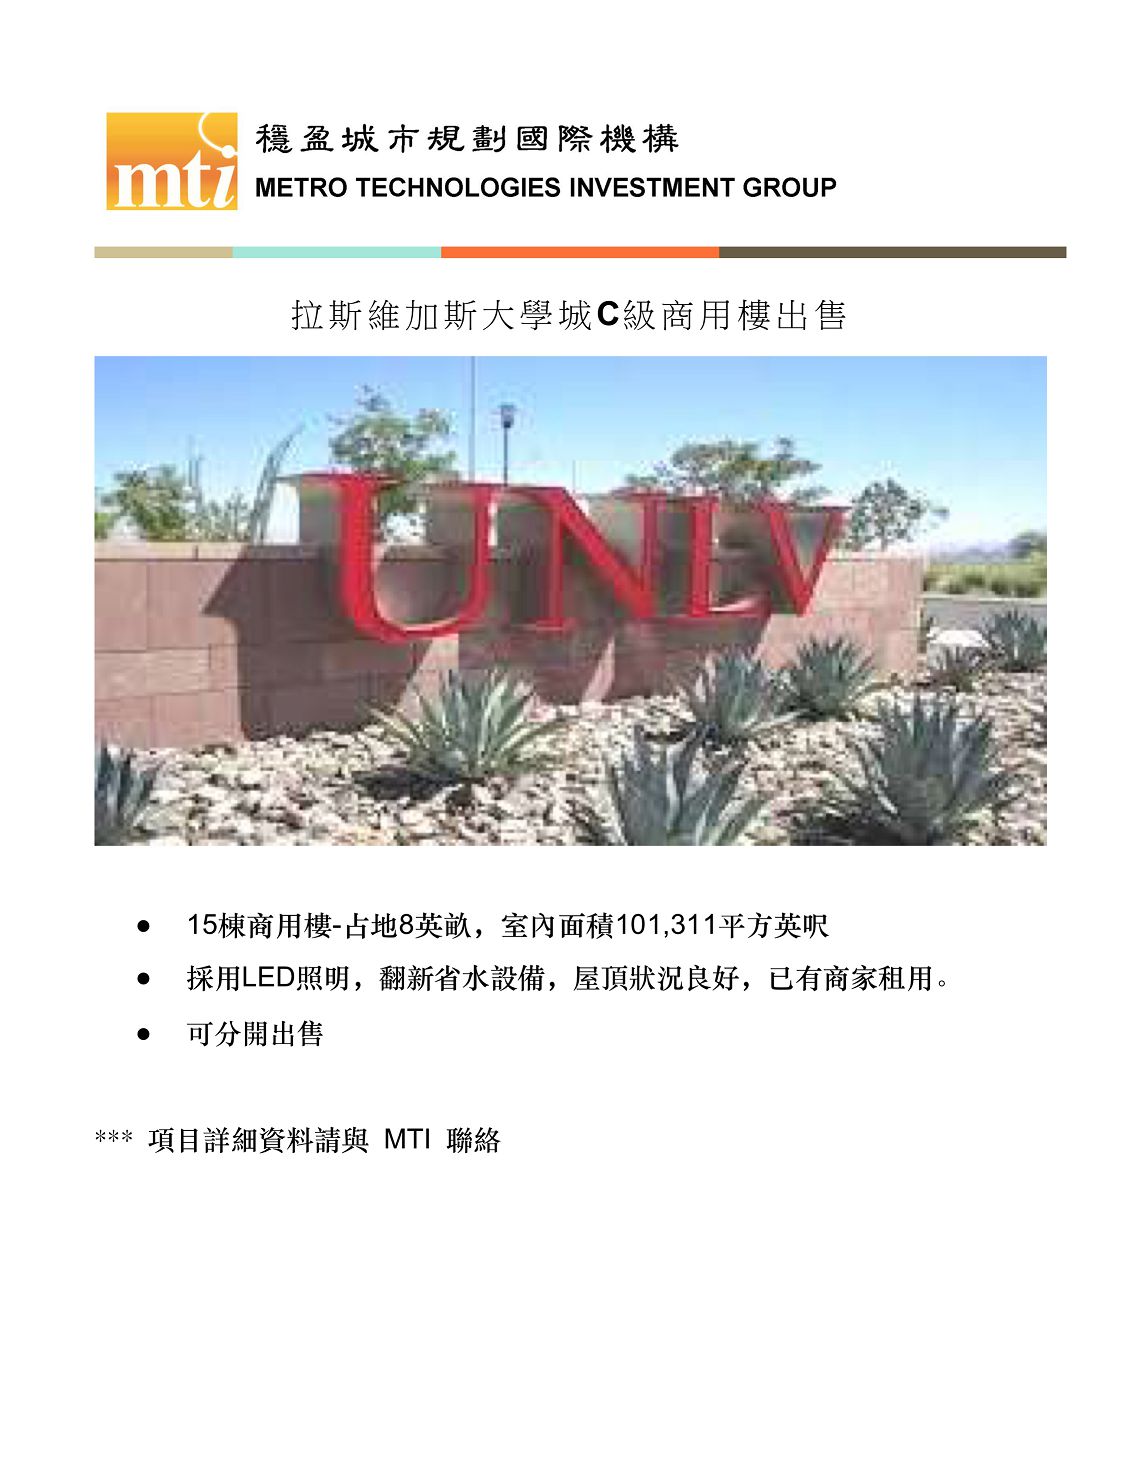 mti
穩盈城市規劃國際機構
METRO TECHNOLOGIES INVESTMENT GROUP
拉斯維加斯大學城C級商用樓出售
UNLV
● 15棟商用樓-占地8英畝，室內面積101,311平方英呎
● 採用LED照明，翻新省水設備，屋頂狀況良好，已有商家租用。
● 可分開出售
*** 項目詳細資料請與 MTI 聯絡